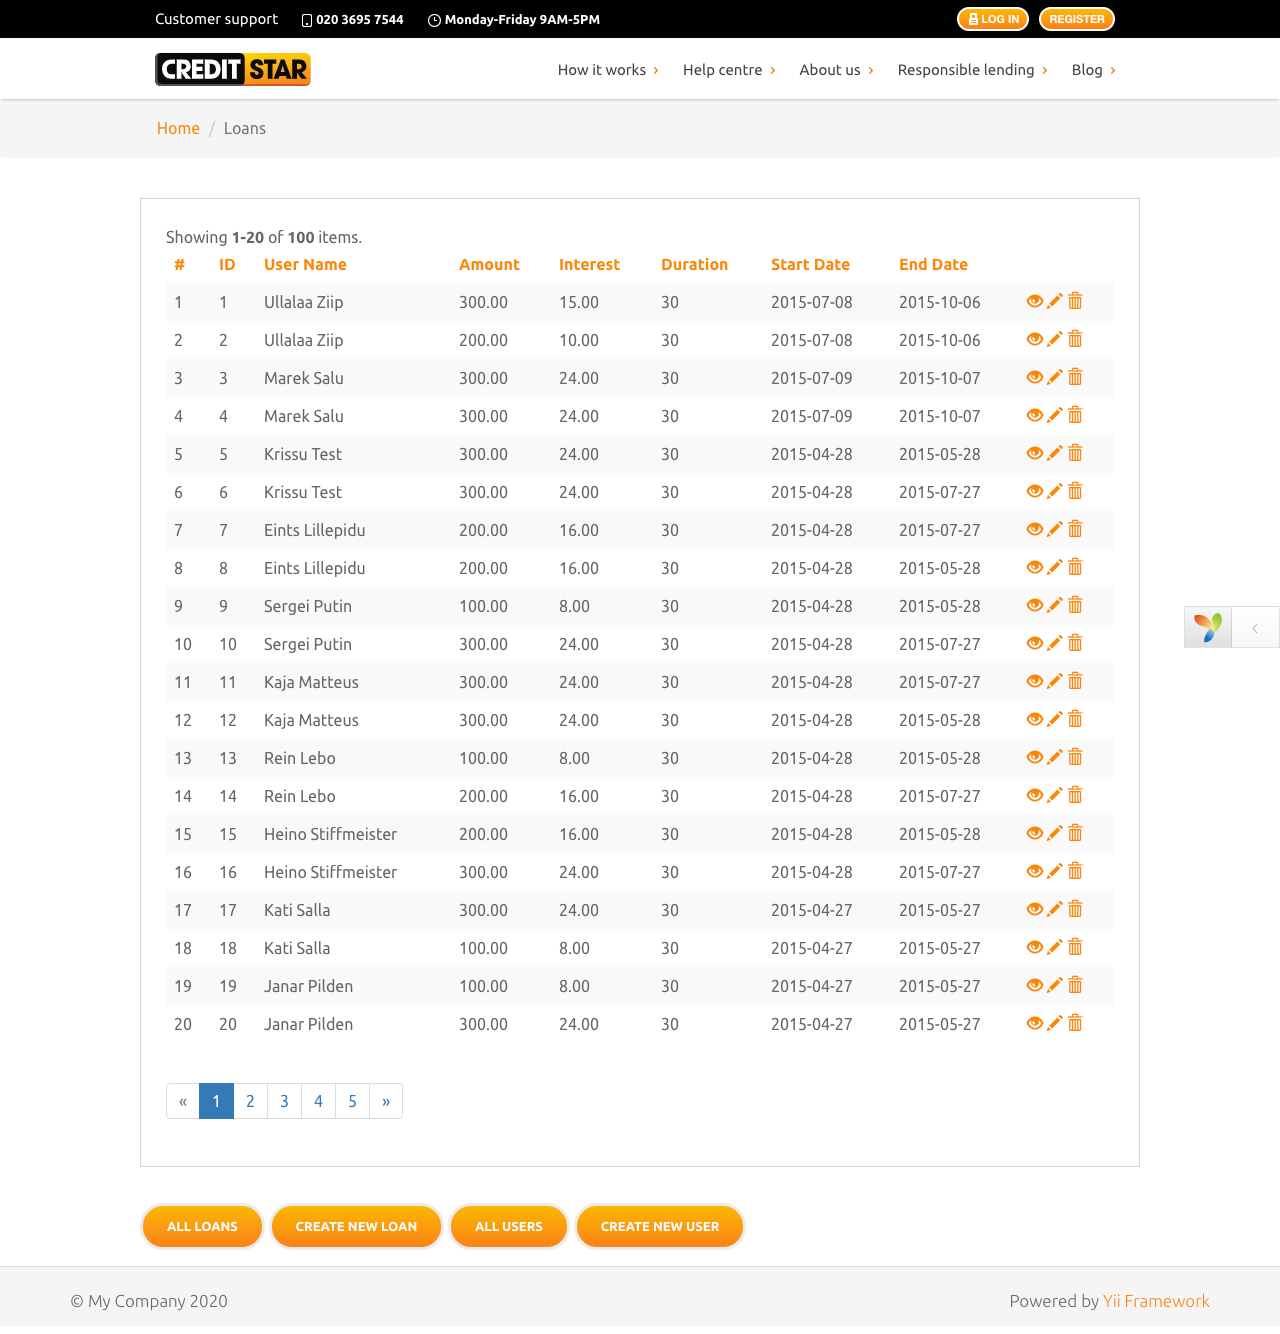 Customer support 020 3695 7544 Monday-Friday 9AM-5PM LOG IN REGISTER
CREDIT STAR How it works Help centre About us Responsible lending Blog
Home / Loans
Showing 1-20 of 100 items.
# ID User Name Amount Interest Duration Start Date End Date
1 1 Ullalaa Ziip 300.00 15.00 30 2015-07-08 2015-10-06
2 2 Ullalaa Ziip 200.00 10.00 30 2015-07-08 2015-10-06
3 3 Marek Salu 300.00 24.00 30 2015-07-09 2015-10-07
4 4 Marek Salu 300.00 24.00 30 2015-07-09 2015-10-07
5 5 Krissu Test 300.00 24.00 30 2015-04-28 2015-05-28
6 6 Krissu Test 300.00 24.00 30 2015-04-28 2015-07-27
7 7 Eints Lillepidu 200.00 16.00 30 2015-04-28 2015-07-27
8 8 Eints Lillepidu 200.00 16.00 30 2015-04-28 2015-05-28
9 9 Sergei Putin 100.00 8.00 30 2015-04-28 2015-05-28
10 10 Sergei Putin 300.00 24.00 30 2015-04-28 2015-07-27
11 11 Kaja Matteus 300.00 24.00 30 2015-04-28 2015-07-27
12 12 Kaja Matteus 300.00 24.00 30 2015-04-28 2015-05-28
13 13 Rein Lebo 100.00 8.00 30 2015-04-28 2015-05-28
14 14 Rein Lebo 200.00 16.00 30 2015-04-28 2015-07-27
15 15 Heino Stiffmeister 200.00 16.00 30 2015-04-28 2015-05-28
16 16 Heino Stiffmeister 300.00 24.00 30 2015-04-28 2015-07-27
17 17 Kati Salla 300.00 24.00 30 2015-04-27 2015-05-27
18 18 Kati Salla 100.00 8.00 30 2015-04-27 2015-05-27
19 19 Janar Pilden 100.00 8.00 30 2015-04-27 2015-05-27
20 20 Janar Pilden 300.00 24.00 30 2015-04-27 2015-05-27
« 1 2 3 4 5 »
ALL LOANS CREATE NEW LOAN ALL USERS CREATE NEW USER
© My Company 2020 Powered by Yii Framework